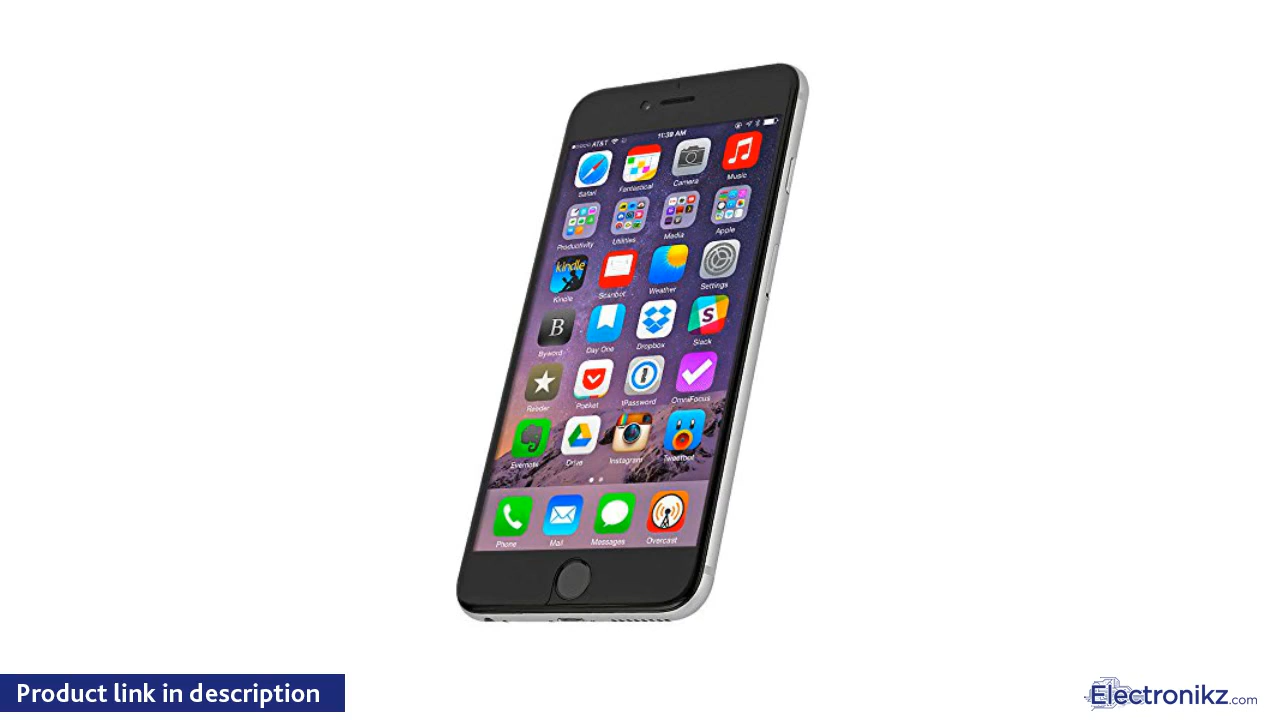 AT&T
11:39 AM
Safari
Fantastical
Camera
Music
Productivity
Utilities
Media
Apple
kindle
Kindle
Scanbot
Weather
Settings
B
Byword
Day One
Dropbox
Slack
Reeder
Pocket
1Password
OmniFocus
Evernote
Drive
Instagram
Tweetbot
Phone
Mail
Messages
Overcast
Product link in description
Electronikz.com